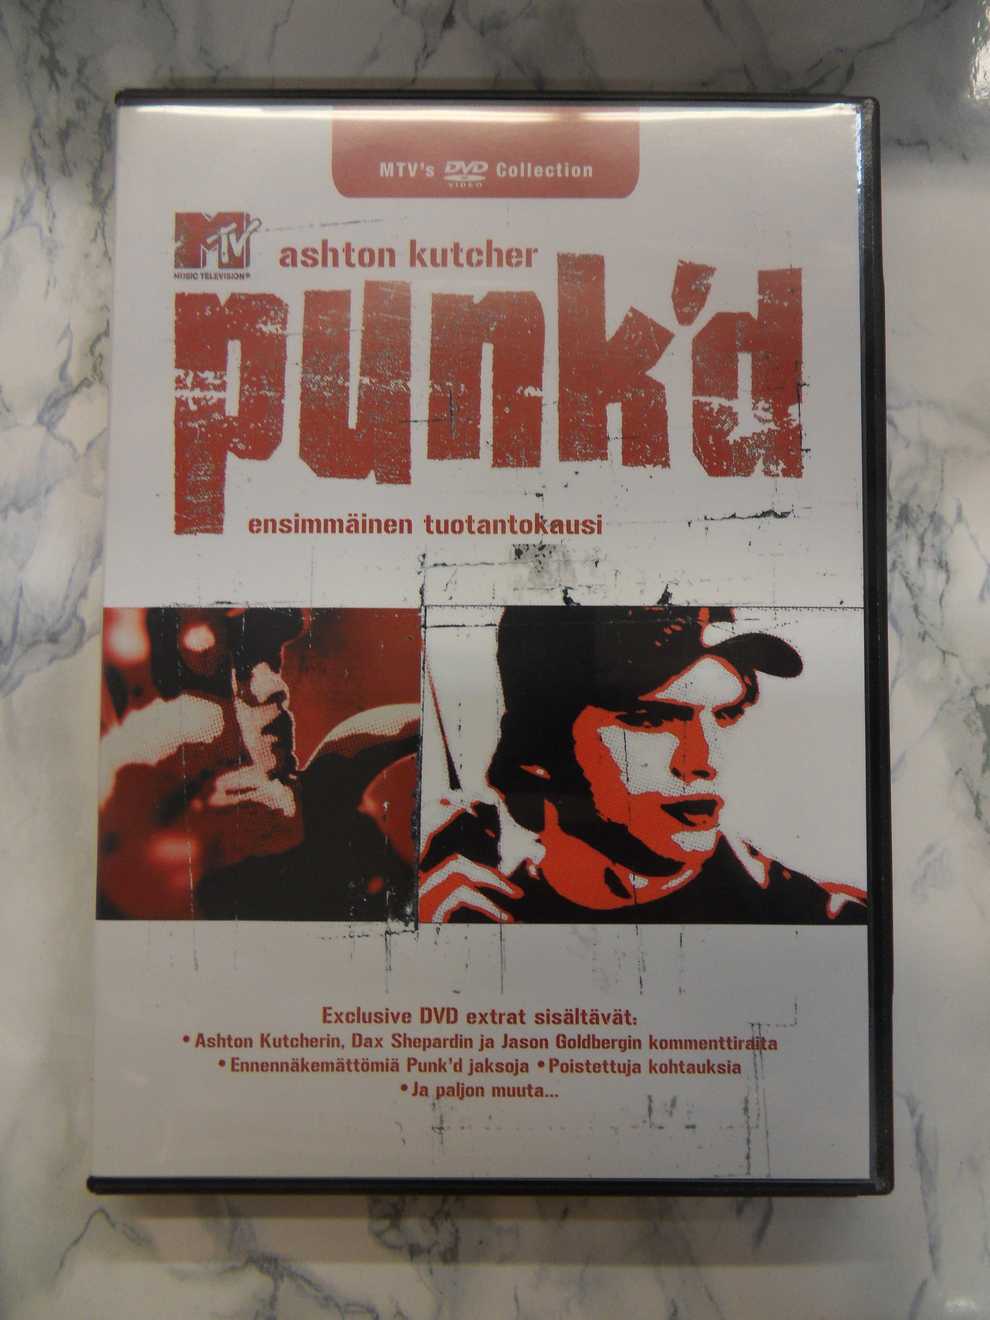 MTV's DVD Collection
VIDEO
MTV
MUSIC TELEVISION®
ashton kutcher
punk'd
ensimmäinen tuotantokausi
Exclusive DVD extrat sisältävät:
•Ashton Kutcherin, Dax Shepardin ja Jason Goldbergin kommenttiraita
•Ennennäkemättömiä Punk'd jaksoja •Poistettuja kohtauksia
•Ja paljon muuta...